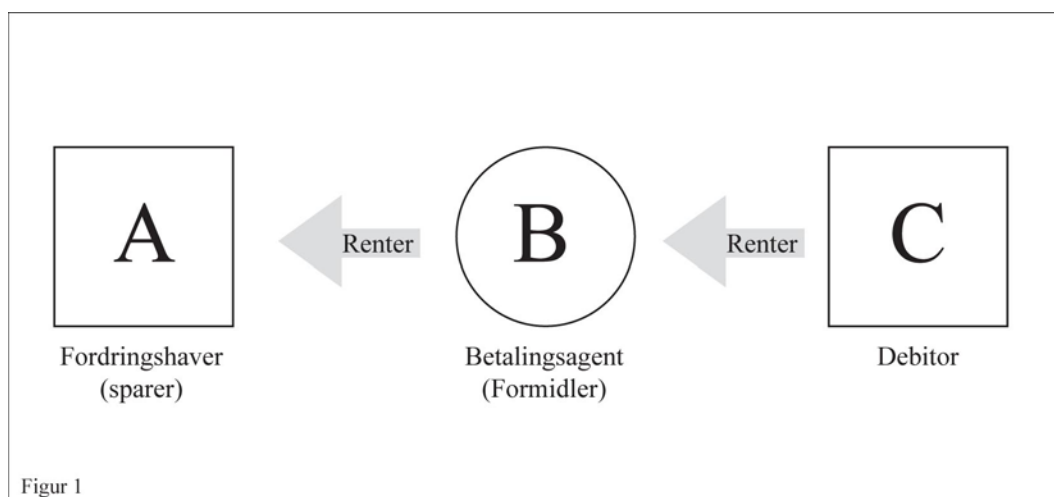 A
Renter
B
Renter
C
Fordringshaver
(sparer)
Betalingsagent
(Formidler)
Debitor
Figur 1